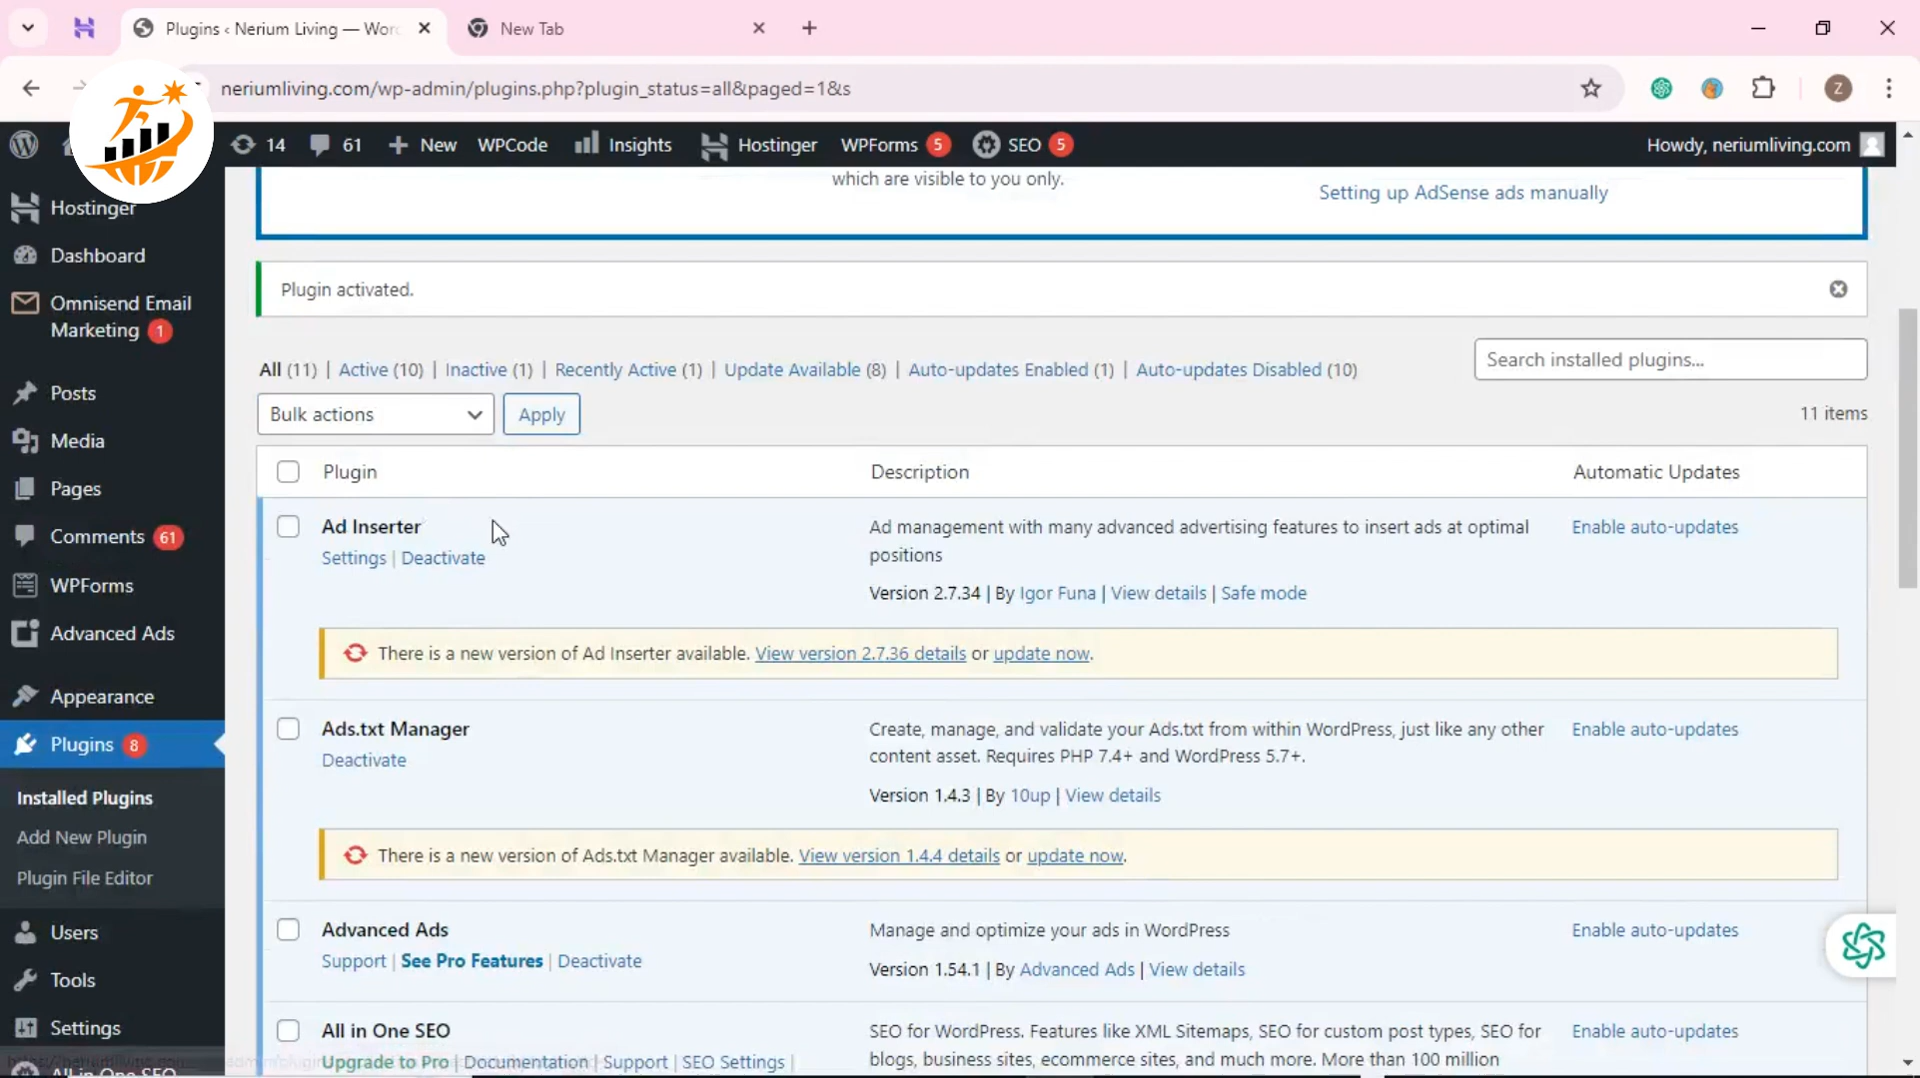 Plugins ‹ Nerium Living — Wor
New Tab
neriumliving.com/wp-admin/plugins.php?plugin_status=all&paged=1&s
Z
14 61 New WPCode Insights Hostinger WPForms 5 SEO 5 Howdy, neriumliving.com
which are visible to you only.
Setting up AdSense ads manually
Hostinger
Dashboard
Omnisend Email
Marketing 1
Posts
Media
Pages
Comments 61
WPForms
Advanced Ads
Appearance
Plugins 8
Installed Plugins
Add New Plugin
Plugin File Editor
Users
Tools
Settings
All in One SEO
Plugin activated.
All (11) | Active (10) | Inactive (1) | Recently Active (1) | Update Available (8) | Auto-updates Enabled (1) | Auto-updates Disabled (10)
Search installed plugins...
Bulk actions Apply
11 items
Plugin Description Automatic Updates
Ad Inserter
Settings | Deactivate
Ad management with many advanced advertising features to insert ads at optimal
positions
Version 2.7.34 | By Igor Funa | View details | Safe mode
Enable auto-updates
There is a new version of Ad Inserter available. View version 2.7.36 details or update now.
Ads.txt Manager
Deactivate
Create, manage, and validate your Ads.txt from within WordPress, just like any other
content asset. Requires PHP 7.4+ and WordPress 5.7+.
Version 1.4.3 | By 10up | View details
Enable auto-updates
There is a new version of Ads.txt Manager available. View version 1.4.4 details or update now.
Advanced Ads
Support | See Pro Features | Deactivate
Manage and optimize your ads in WordPress
Version 1.54.1 | By Advanced Ads | View details
Enable auto-updates
All in One SEO
Upgrade to Pro | Documentation | Support | SEO Settings |
SEO for WordPress. Features like XML Sitemaps, SEO for custom post types, SEO for
blogs, business sites, ecommerce sites, and much more. More than 100 million
Enable auto-updates